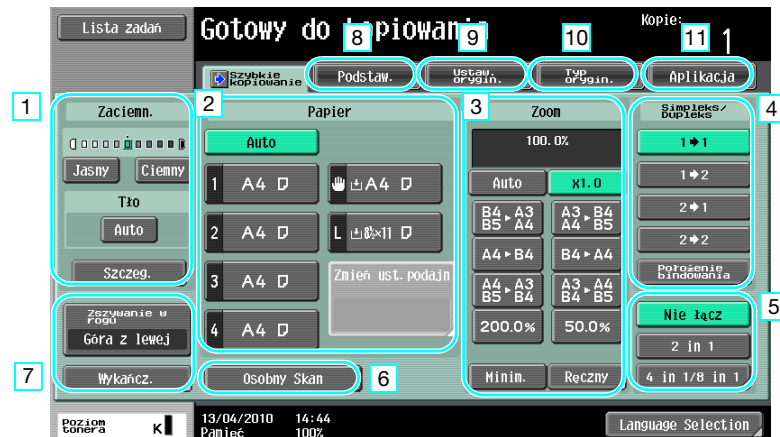 Lista zadań
Gotowy do kopiowania
Kopie:
1
8
9
10
11
Szybkie kopiowanie
Podstaw.
Ustaw. orygin.
Typ orygin.
Aplikacja
1
Zaciemn.
Jasny
Ciemny
Tło
Auto
Szczeg.
2
Papier
Auto
1 A4
A4
2 A4
L 8½×11
3 A4
Zmień ust.podajn
4 A4
3
Zoom
100.0%
Auto
x1.0
B4▸A3 B5▸A4
A3▸B4 A4▸B5
A4▸B4
B4▸A4
A4▸A3 B5▸B4
A3▸A4 B4▸B5
200.0%
50.0%
Minim.
Ręczny
4
Simpleks/ Dupleks
1➜1
1➜2
2➜1
2➜2
Położenie bindowania
5
Nie łącz
2 in 1
4 in 1/8 in 1
Zszywanie w rogu
Góra z lewej
7
Wykańcz.
Osobny Skan
6
Poziom tonera
K
13/04/2010 14:44
Pamięć 100%
Language Selection